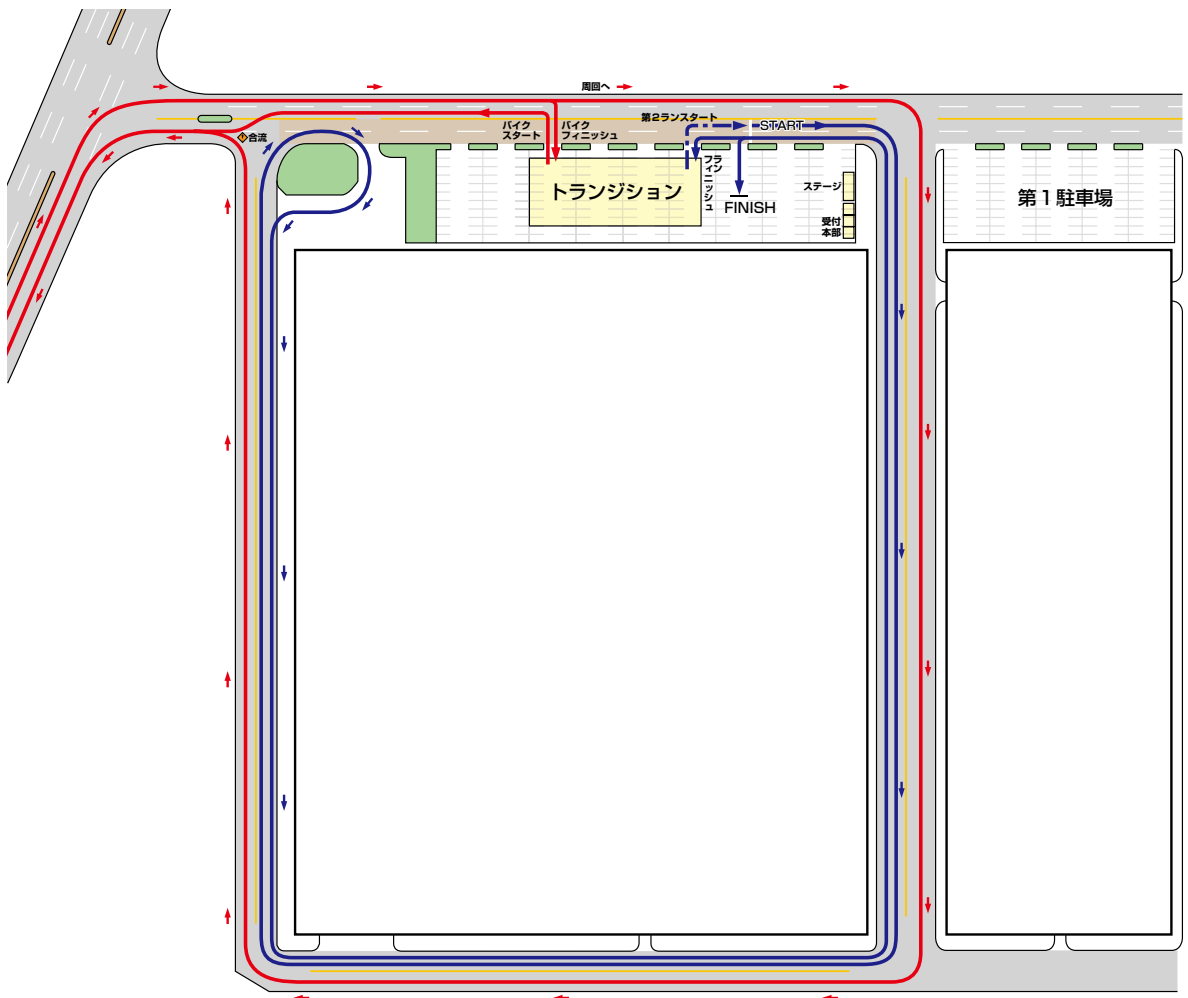 周回へ
第2ランスタート
バイク
スタート
バイク
フィニッシュ
START
合流
トランジション
ラン
フィニッシュ
FINISH
ステージ
受付
本部
第1駐車場